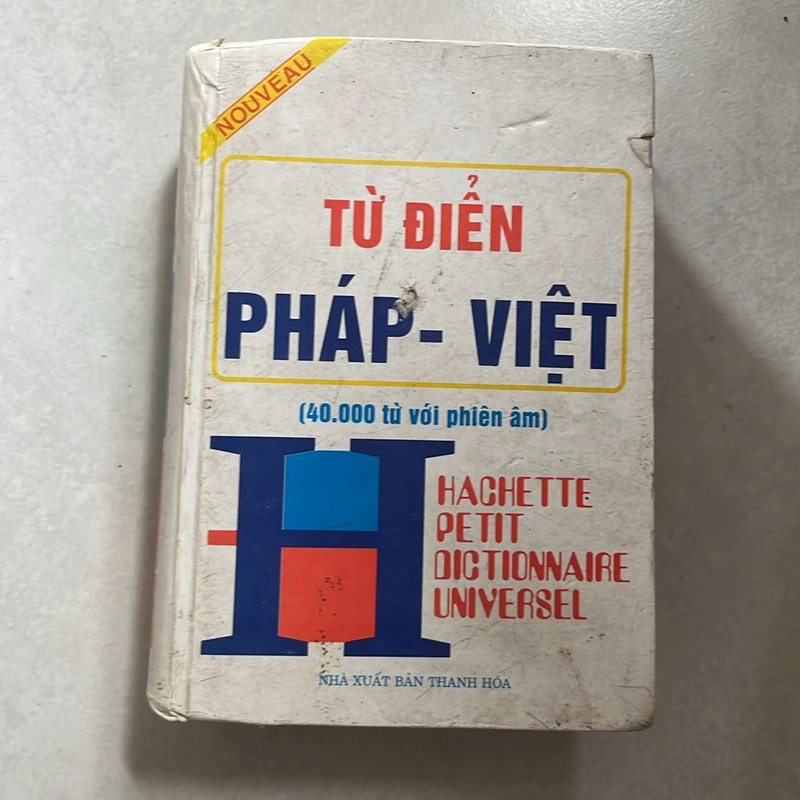 NOUVEAU
TỪ ĐIỂN
PHÁP- VIỆT
(40.000 từ với phiên âm)
H
HACHETTE
PETIT
DICTIONNAIRE
UNIVERSEL
NHÀ XUẤT BẢN THANH HÓA